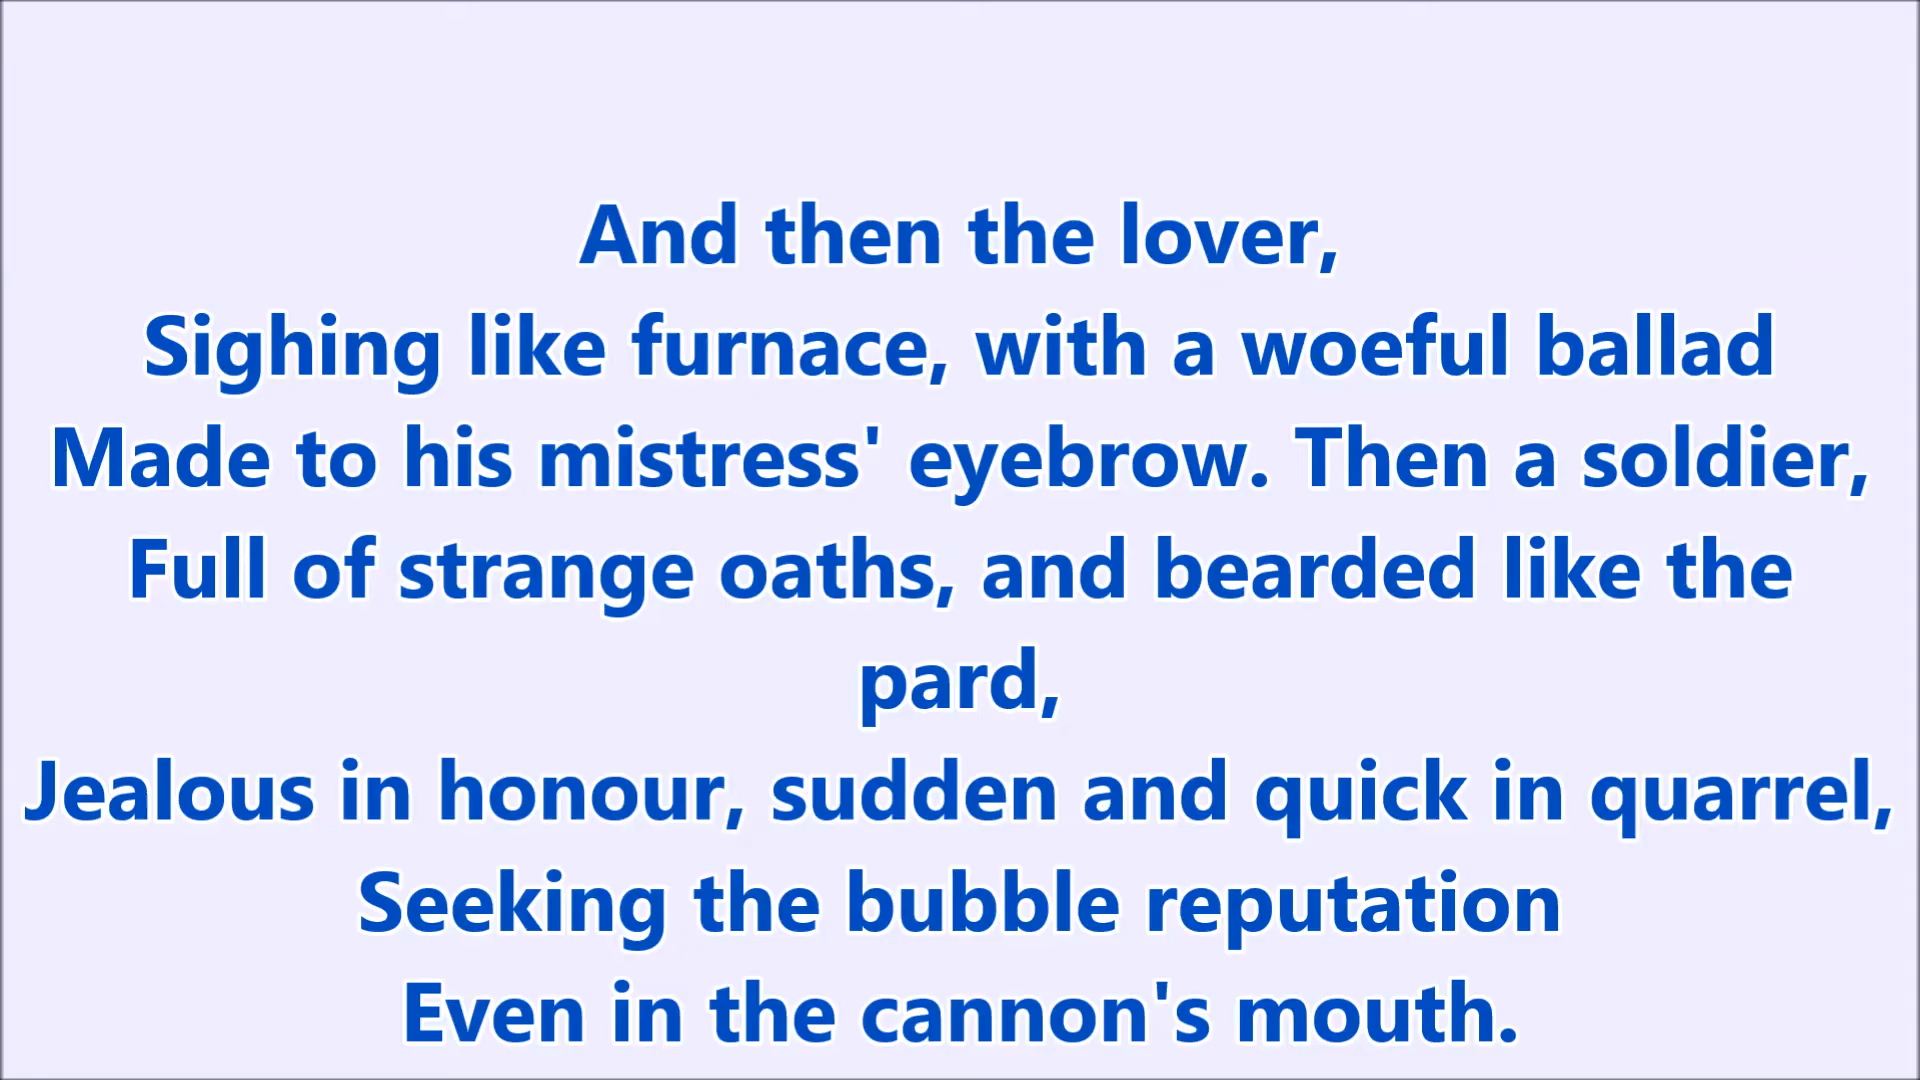 And then the lover,
Sighing like furnace, with a woeful ballad
Made to his mistress' eyebrow. Then a soldier,
Full of strange oaths, and bearded like the
pard,
Jealous in honour, sudden and quick in quarrel,
Seeking the bubble reputation
Even in the cannon's mouth.